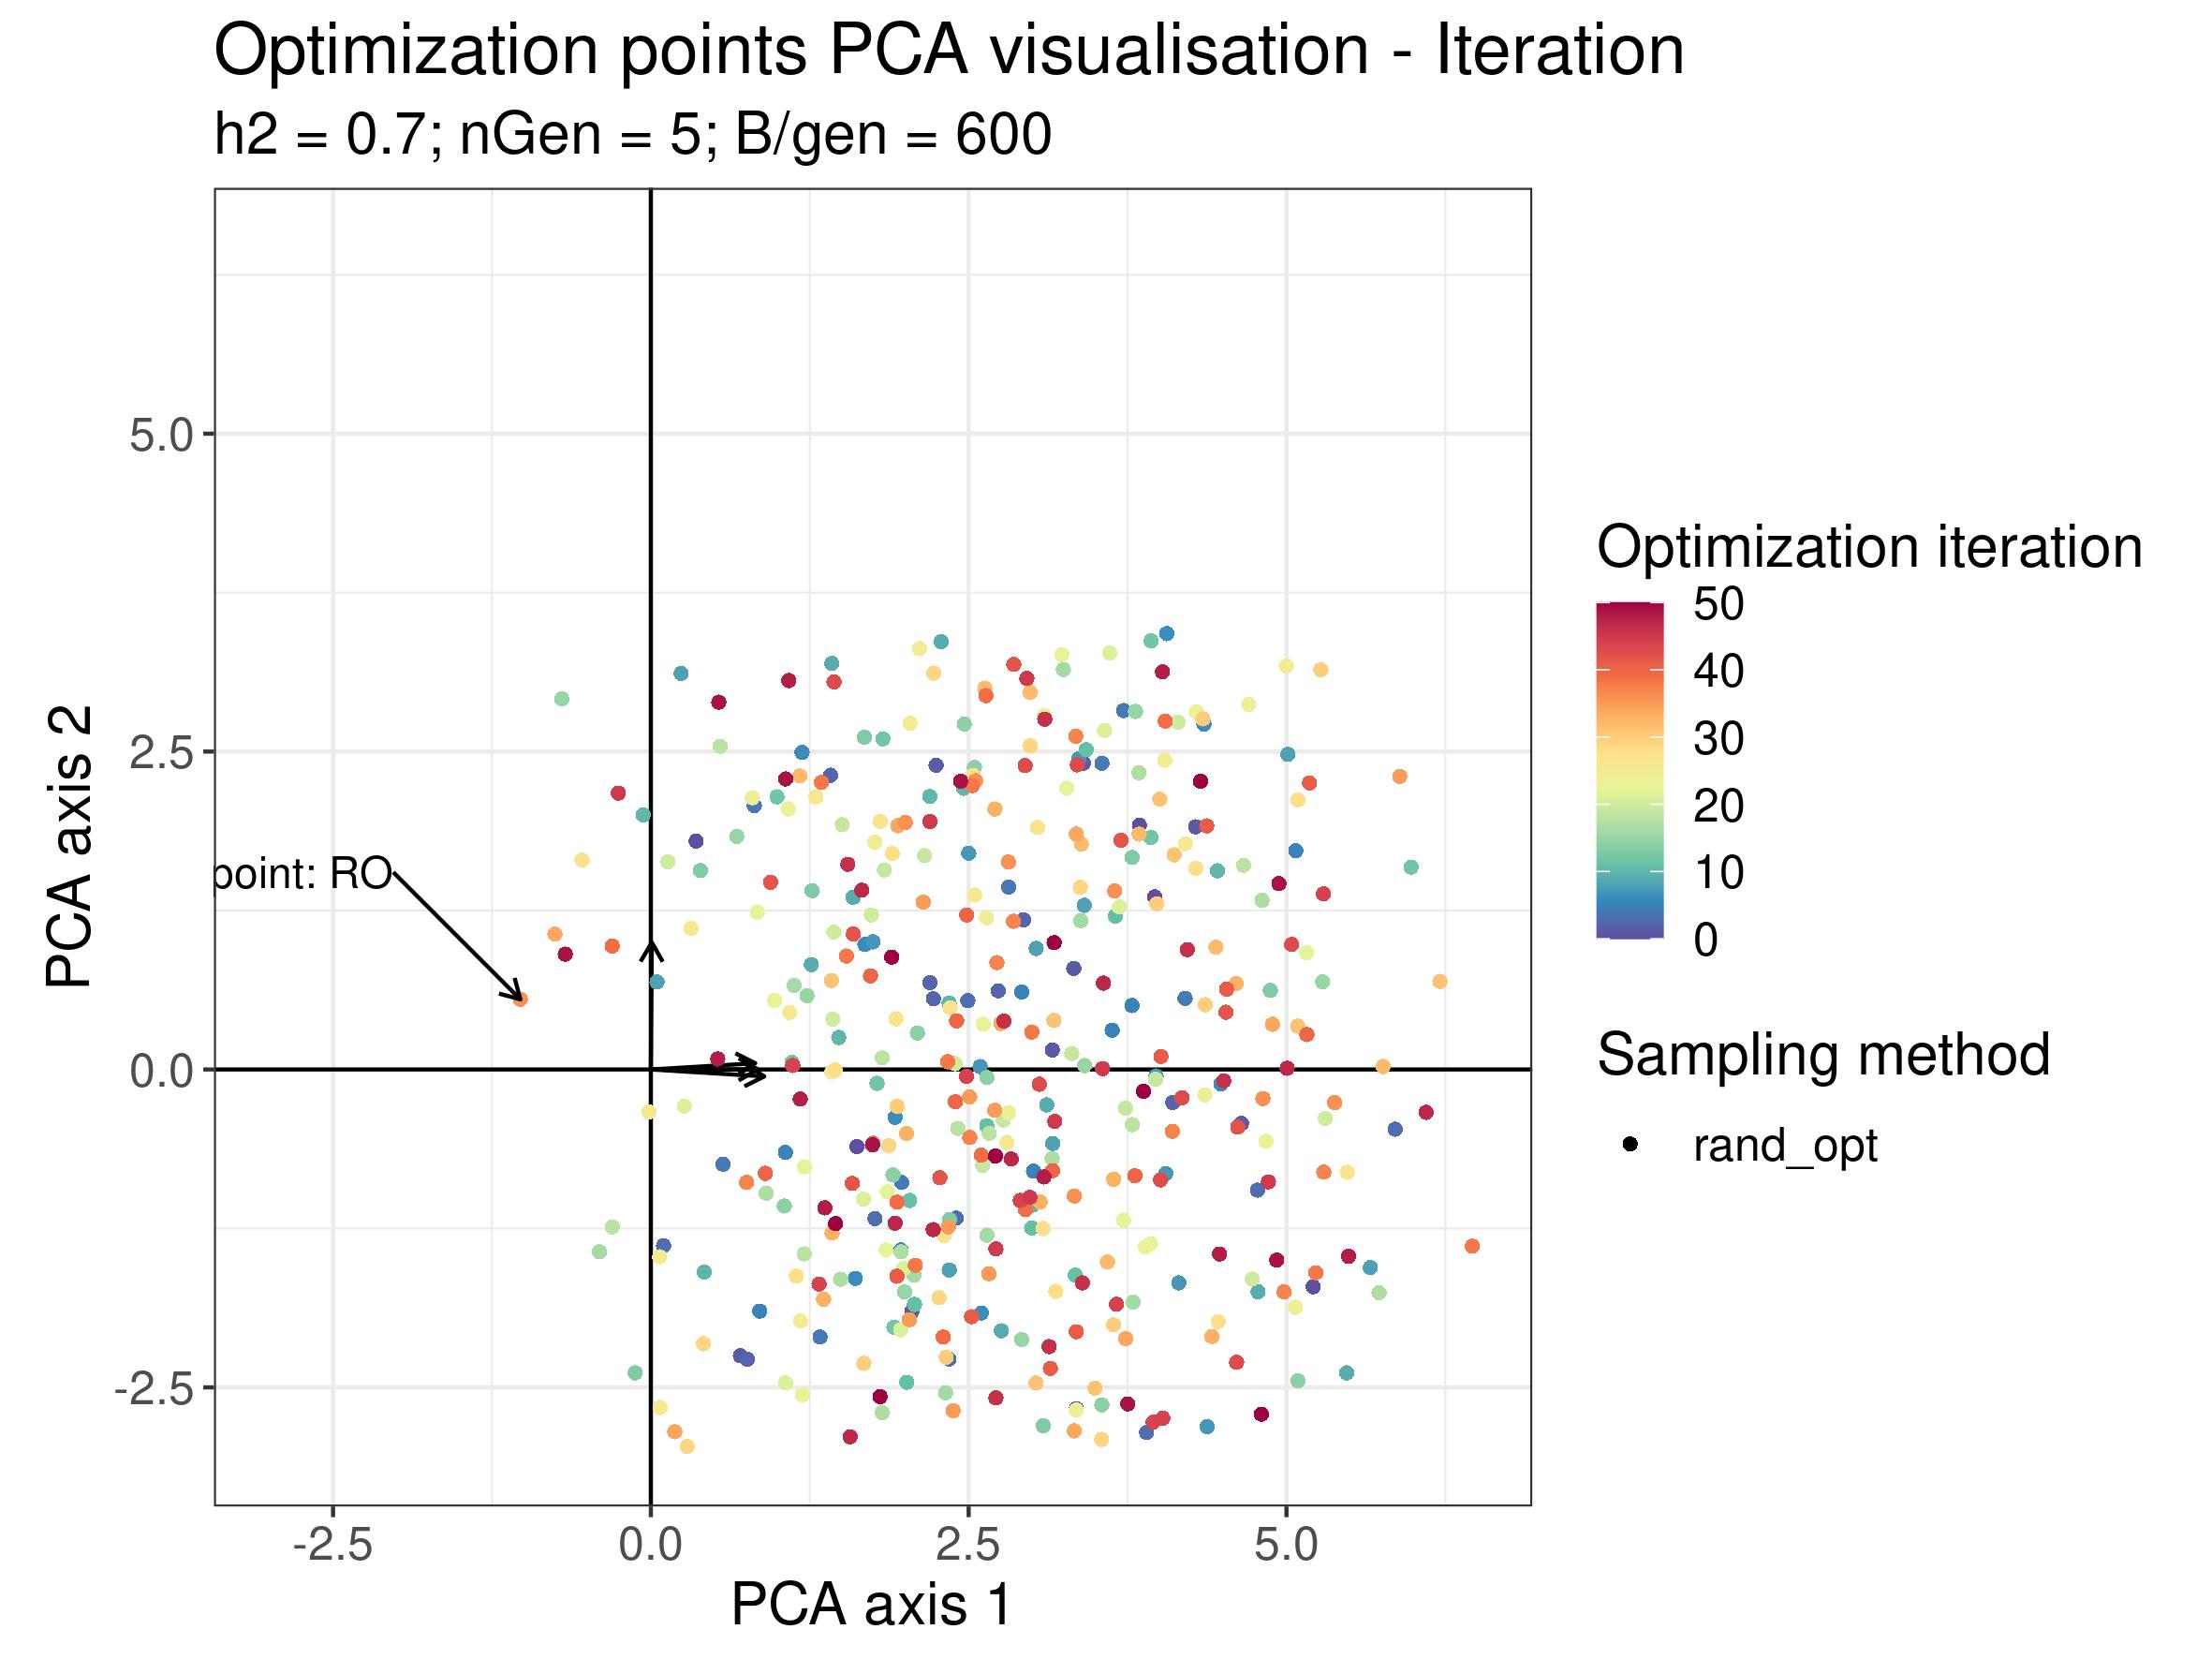 Optimization points PCA visualisation - Iteration
h2 = 0.7; nGen = 5; B/gen = 600
PCA axis 2
5.0
2.5
0.0
-2.5
point: RO
-2.5
0.0
2.5
5.0
PCA axis 1
Optimization iteration
50
40
30
20
10
0
Sampling method
rand_opt